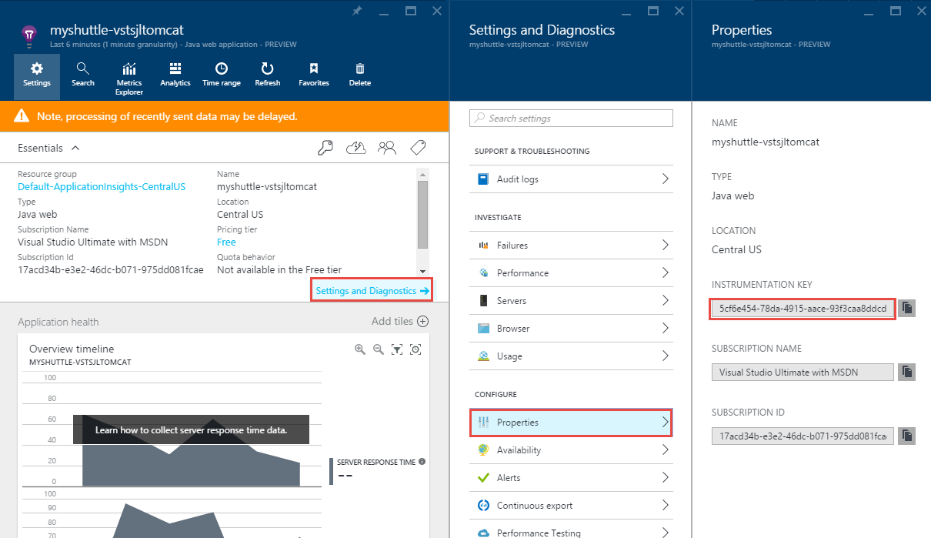 myshuttle-vstsjltomcat
Last 6 minutes (1 minute granularity) - Java web application - PREVIEW
Settings
Search
Metrics Explorer
Analytics
Time range
Refresh
Favorites
Delete
Note, processing of recently sent data may be delayed.
Essentials
Resource group
Default-ApplicationInsights-CentralUS
Type
Java web
Subscription Name
Visual Studio Ultimate with MSDN
Subscription Id
17acd34b-e3e2-46dc-b071-975dd081fcae
Name
myshuttle-vstsjltomcat
Location
Central US
Pricing tier
Free
Quota behavior
Not available in the Free tier
Settings and Diagnostics
Application health
Add tiles
Overview timeline
MYSHUTTLE-VSTSJLTOMCAT
100
80
60
40
20
0
Learn how to collect server response time data.
SERVER RESPONSE TIME
--
100
90
80
70
Settings and Diagnostics
myshuttle-vstsjltomcat - PREVIEW
Search settings
SUPPORT & TROUBLESHOOTING
Audit logs
INVESTIGATE
Failures
Performance
Servers
Browser
Usage
CONFIGURE
Properties
Availability
Alerts
Continuous export
Performance Testing
Properties
myshuttle-vstsjltomcat - PREVIEW
NAME
myshuttle-vstsjltomcat
TYPE
Java web
LOCATION
Central US
INSTRUMENTATION KEY
5cf6e454-78da-4915-aace-93f3caa8ddcd
SUBSCRIPTION NAME
Visual Studio Ultimate with MSDN
SUBSCRIPTION ID
17acd34b-e3e2-46dc-b071-975dd081fca